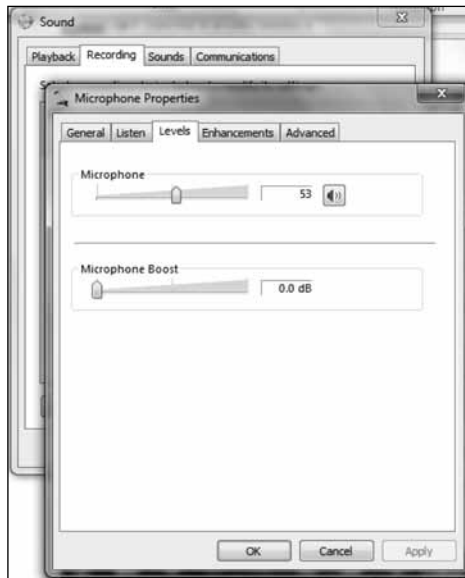 Sound
Playback Recording Sounds Communications
Microphone Properties
General Listen Levels Enhancements Advanced
Microphone
53
Microphone Boost
0.0 dB
OK Cancel Apply